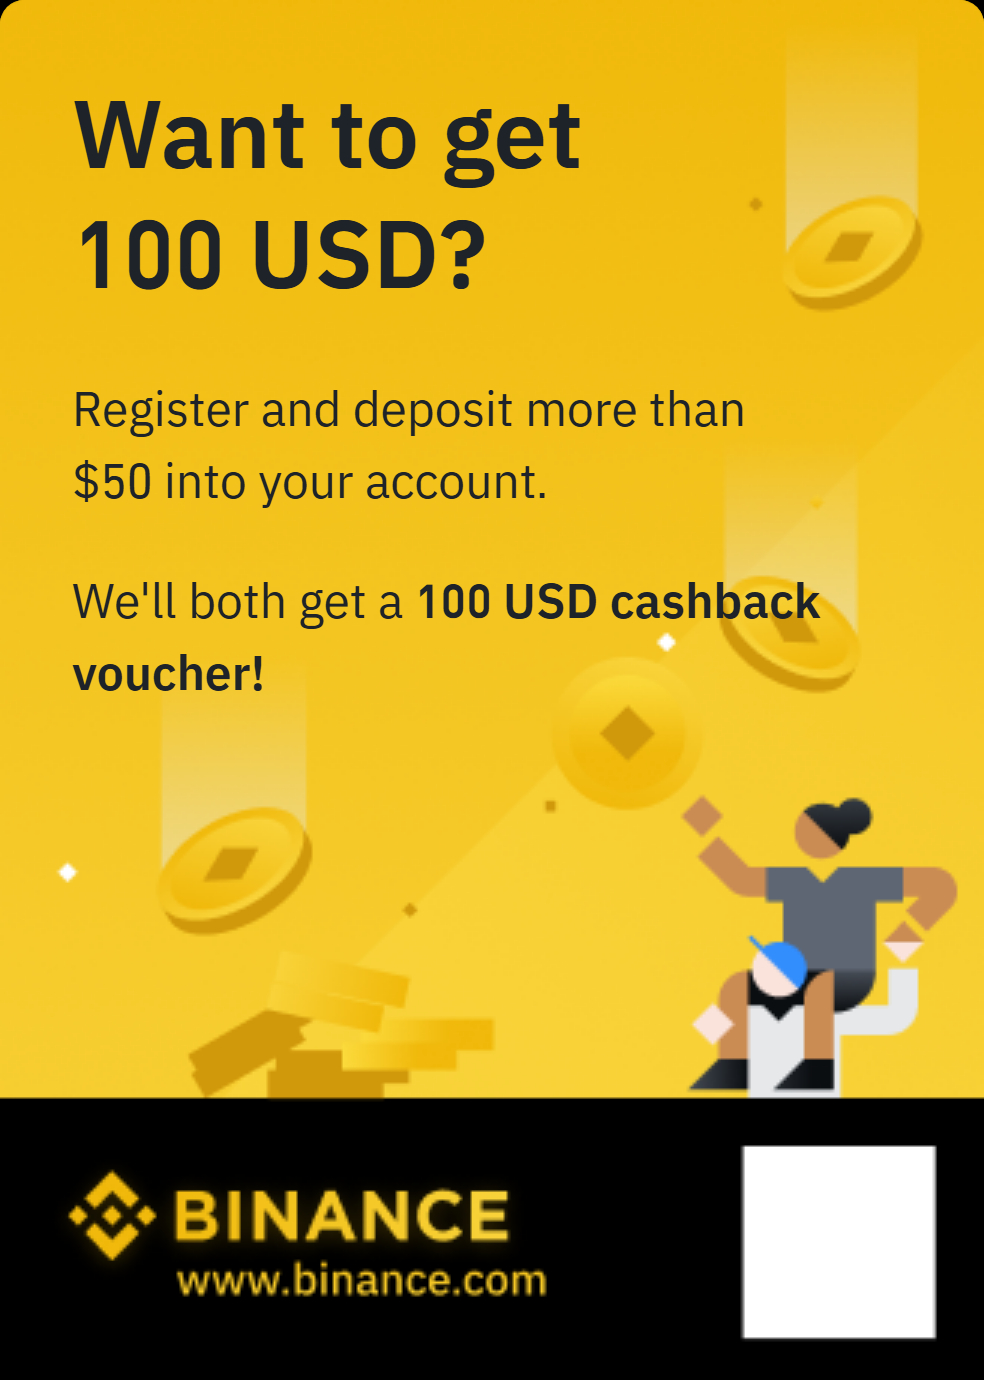 Want to get
100 USD?
Register and deposit more than
$50 into your account.
We'll both get a 100 USD cashback
voucher!
BINANCE
www.binance.com